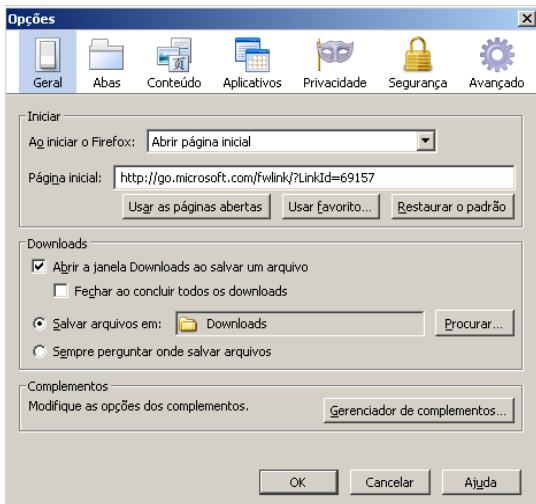 Opções
Geral Abas Conteúdo Aplicativos Privacidade Segurança Avançado
Iniciar
Ao iniciar o Firefox: Abrir página inicial
Página inicial: http://go.microsoft.com/fwlink/?LinkId=69157
Usar as páginas abertas Usar favorito... Restaurar o padrão
Downloads
Abrir a janela Downloads ao salvar um arquivo
Fechar ao concluir todos os downloads
Salvar arquivos em: Downloads Procurar...
Sempre perguntar onde salvar arquivos
Complementos
Modifique as opções dos complementos. Gerenciador de complementos...
OK Cancelar Ajuda